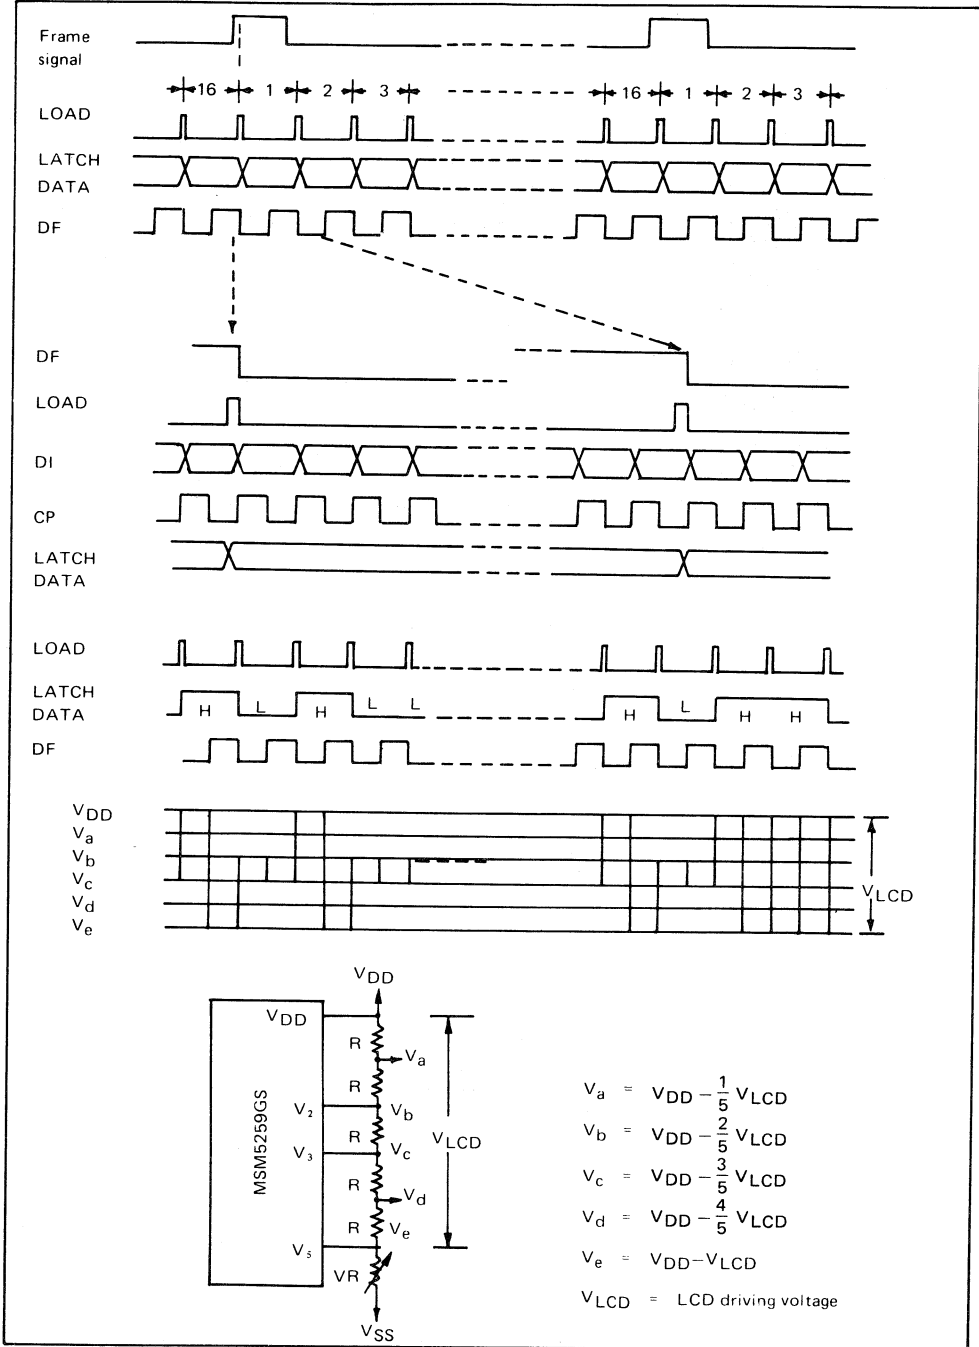 Frame
signal
16 1 2 3 16 1 2 3
LOAD
LATCH
DATA
DF
DF
LOAD
DI
CP
LATCH
DATA
LOAD
LATCH
DATA
H L H L L H L H H
DF
VDD
Va
Vb
Vc
Vd
Ve
VLCD
VDD
VDD
R
Va
R
V2
Vb
R
V3
Vc
R
Vd
R
Ve
V5
VR
VSS
VLCD
MSM5259GS
Va = VDD – 1/5 VLCD
Vb = VDD – 2/5 VLCD
Vc = VDD – 3/5 VLCD
Vd = VDD – 4/5 VLCD
Ve = VDD–VLCD
VLCD = LCD driving voltage